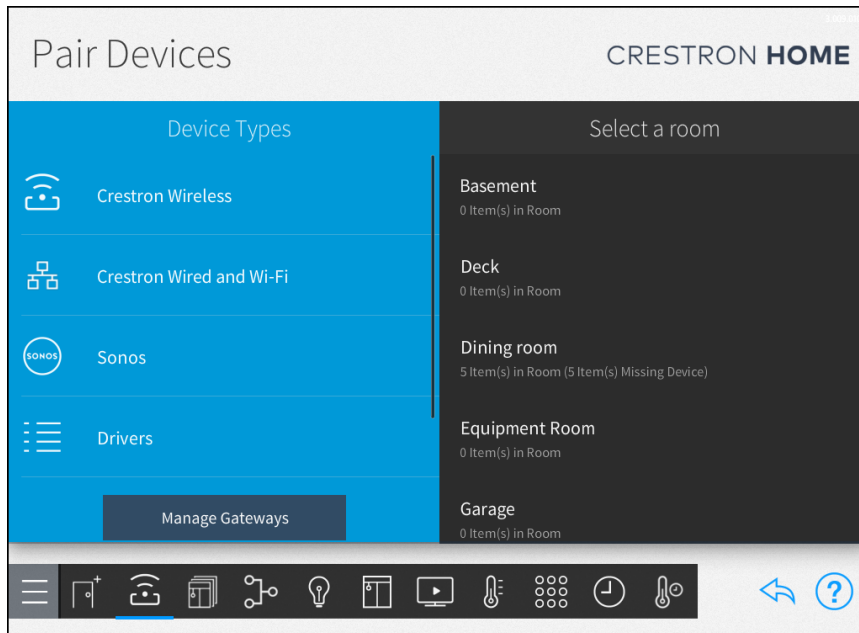 Pair Devices
CRESTRON HOME
Device Types
Crestron Wireless
Crestron Wired and Wi-Fi
SONOS
Sonos
Drivers
Manage Gateways
Select a room
Basement
0 Item(s) in Room
Deck
0 Item(s) in Room
Dining room
5 Item(s) in Room (5 Item(s) Missing Device)
Equipment Room
0 Item(s) in Room
Garage
0 Item(s) in Room
?